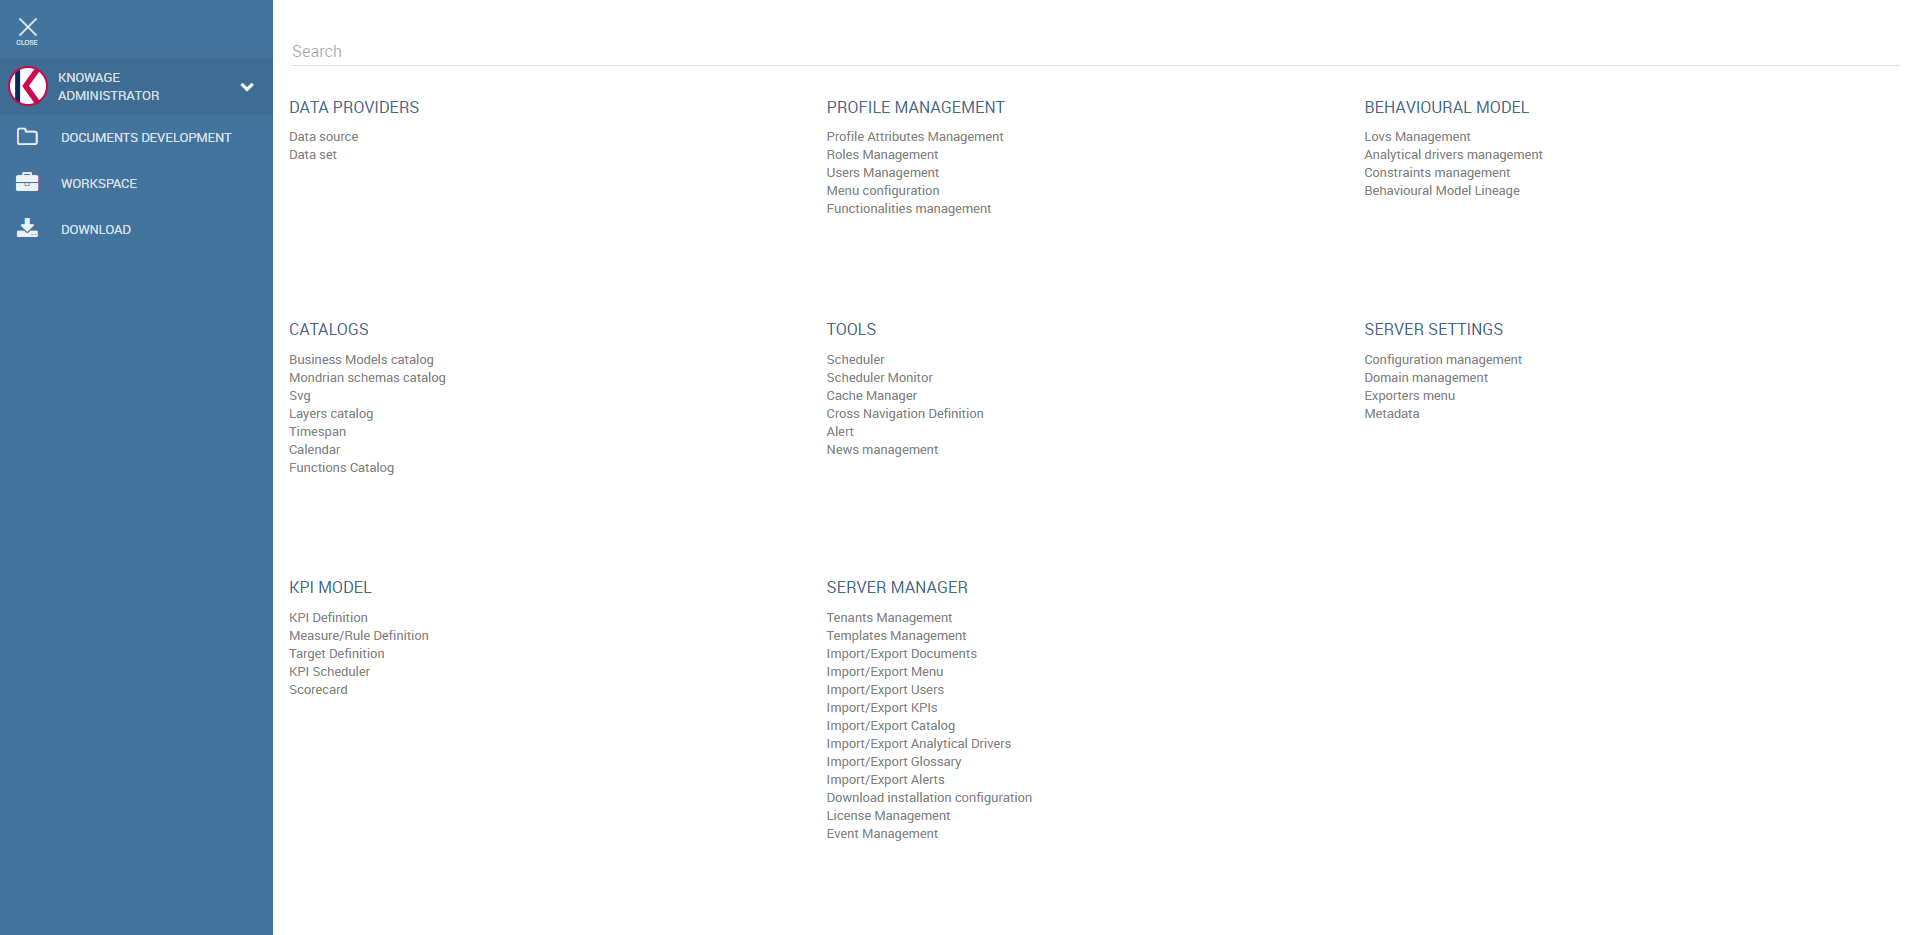 CLOSE
KNOWAGE
ADMINISTRATOR
DOCUMENTS DEVELOPMENT
WORKSPACE
DOWNLOAD
Search
DATA PROVIDERS
Data source
Data set
PROFILE MANAGEMENT
Profile Attributes Management
Roles Management
Users Management
Menu configuration
Functionalities management
BEHAVIOURAL MODEL
Lovs Management
Analytical drivers management
Constraints management
Behavioural Model Lineage
CATALOGS
Business Models catalog
Mondrian schemas catalog
Svg
Layers catalog
Timespan
Calendar
Functions Catalog
TOOLS
Scheduler
Scheduler Monitor
Cache Manager
Cross Navigation Definition
Alert
News management
SERVER SETTINGS
Configuration management
Domain management
Exporters menu
Metadata
KPI MODEL
KPI Definition
Measure/Rule Definition
Target Definition
KPI Scheduler
Scorecard
SERVER MANAGER
Tenants Management
Templates Management
Import/Export Documents
Import/Export Menu
Import/Export Users
Import/Export KPIs
Import/Export Catalog
Import/Export Analytical Drivers
Import/Export Glossary
Import/Export Alerts
Download installation configuration
License Management
Event Management